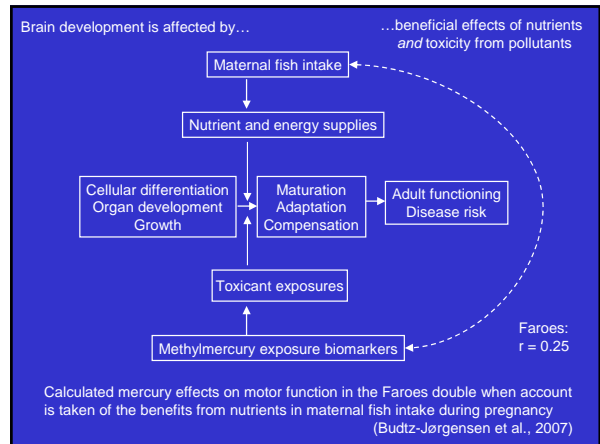 Brain development is affected by…
…beneficial effects of nutrients
and toxicity from pollutants
Maternal fish intake
Nutrient and energy supplies
Cellular differentiation
Organ development
Growth
Maturation
Adaptation
Compensation
Adult functioning
Disease risk
Toxicant exposures
Methylmercury exposure biomarkers
Faroes:
r = 0.25
Calculated mercury effects on motor function in the Faroes double when account
is taken of the benefits from nutrients in maternal fish intake during pregnancy
(Budtz-Jørgensen et al., 2007)